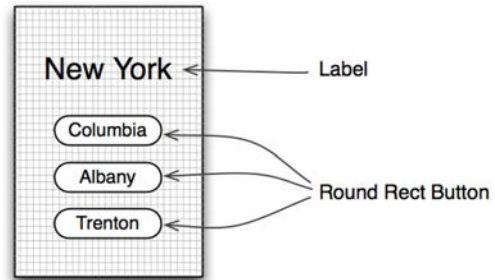 New York
Label
Columbia
Albany
Trenton
Round Rect Button